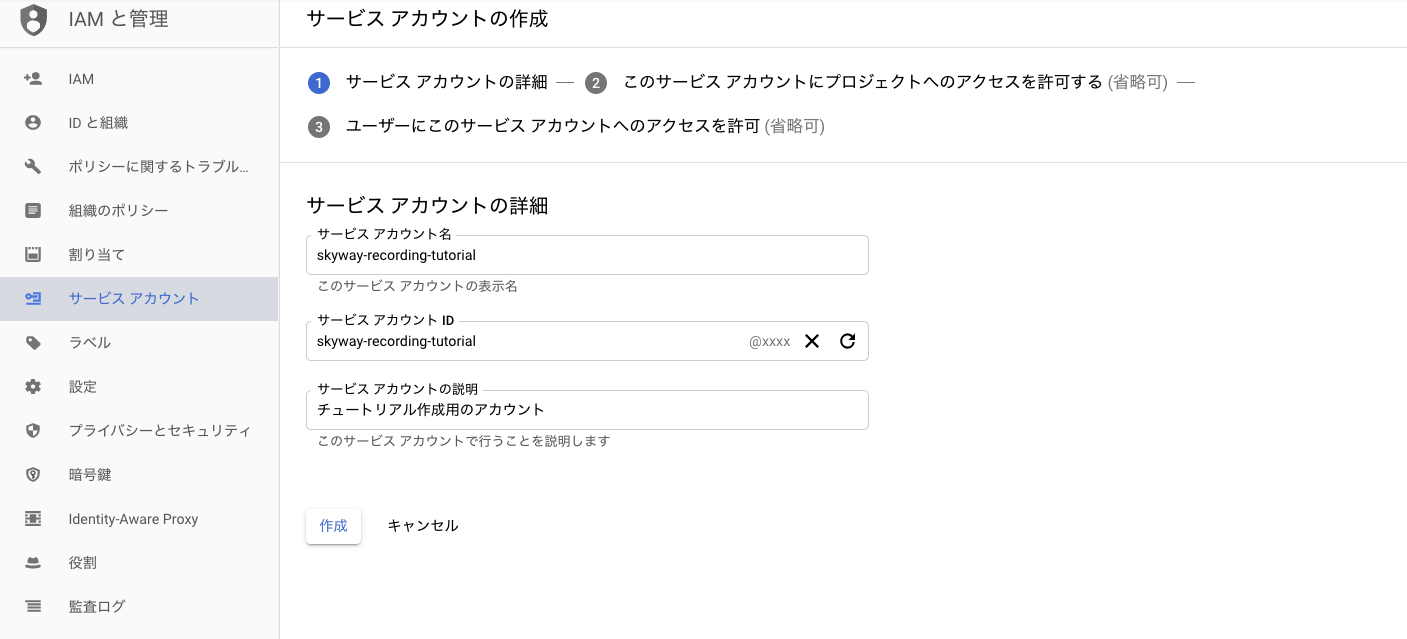 IAM と管理
IAM
ID と組織
ポリシーに関するトラブル...
組織のポリシー
割り当て
サービス アカウント
ラベル
設定
プライバシーとセキュリティ
暗号鍵
Identity-Aware Proxy
役割
監査ログ
サービス アカウントの作成
1 サービス アカウントの詳細 — 2 このサービス アカウントにプロジェクトへのアクセスを許可する (省略可) —
3 ユーザーにこのサービス アカウントへのアクセスを許可 (省略可)
サービス アカウントの詳細
サービス アカウント名
skyway-recording-tutorial
このサービス アカウントの表示名
サービス アカウント ID
skyway-recording-tutorial @xxxx
サービス アカウントの説明
チュートリアル作成用のアカウント
このサービス アカウントで行うことを説明します
作成 キャンセル